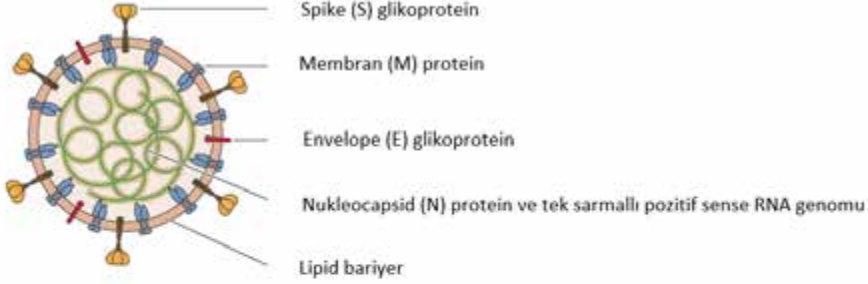 Spike (S) glikoprotein
Membran (M) protein
Envelope (E) glikoprotein
Nukleocapsid (N) protein ve tek sarmallı pozitif sense RNA genomu
Lipid bariyer